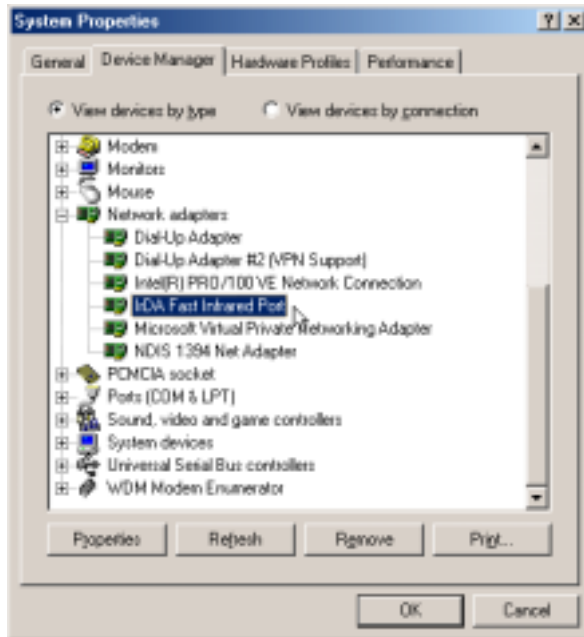 System Properties
General Device Manager Hardware Profiles Performance
View devices by type View devices by connection
Modem
Monitors
Mouse
Network adapters
Dial-Up Adapter
Dial-Up Adapter #2 (VPN Support)
Intel(R) PRO/100 VE Network Connection
IrDA Fast Infrared Port
Microsoft Virtual Private Networking Adapter
NDIS 1394 Net Adapter
PCMCIA socket
Ports (COM & LPT)
Sound, video and game controllers
System devices
Universal Serial Bus controllers
WDM Modem Enumerator
Properties Refresh Remove Print...
OK Cancel